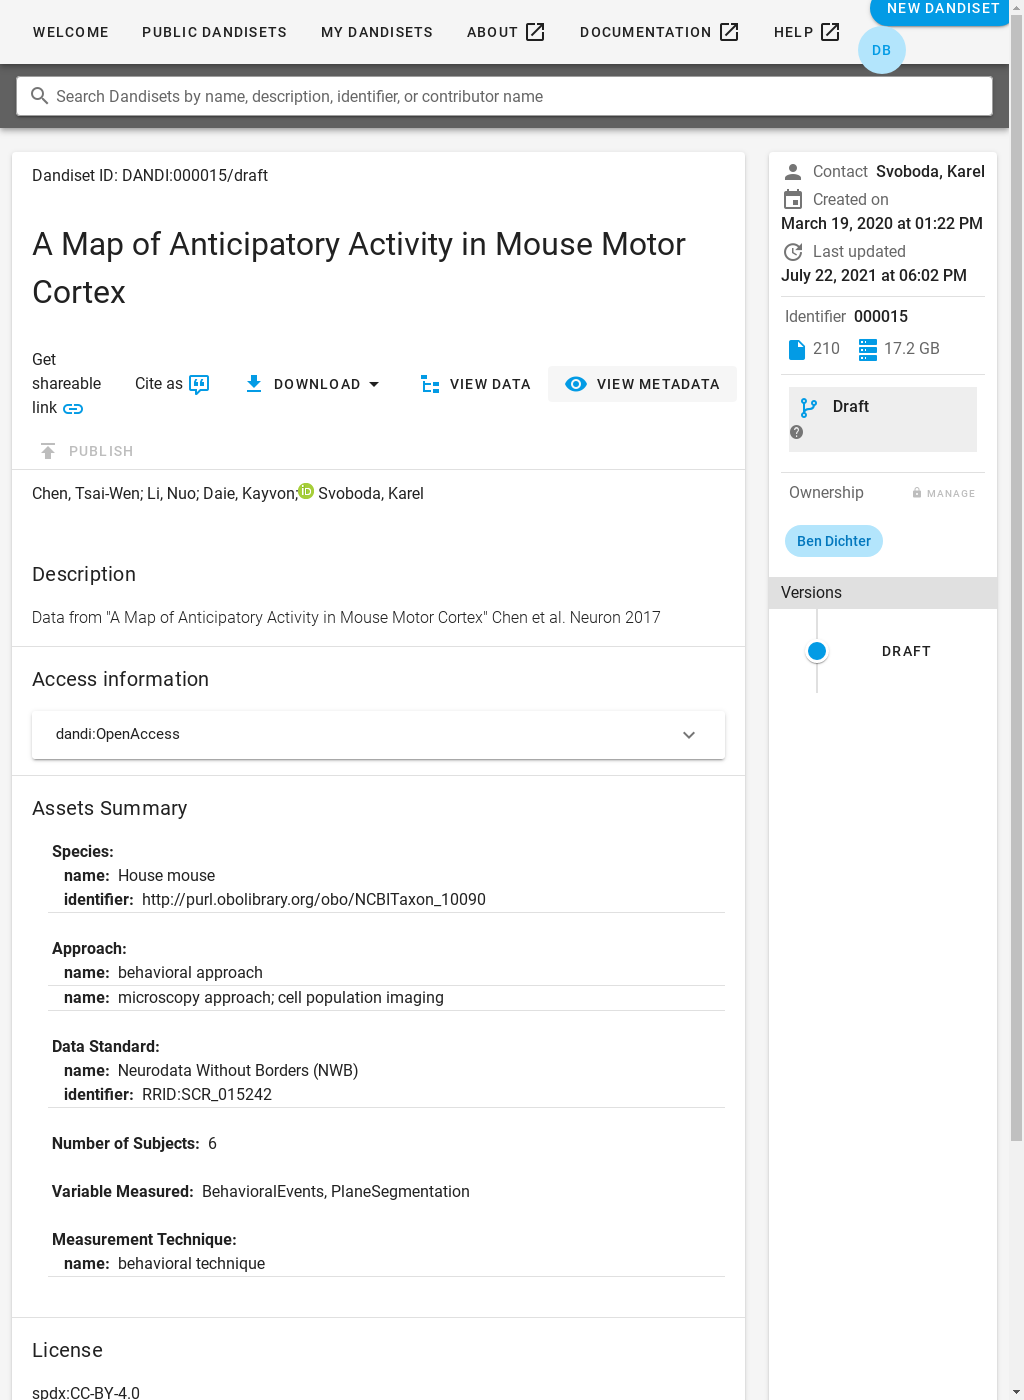 WELCOME
PUBLIC DANDISETS
MY DANDISETS
ABOUT
DOCUMENTATION
HELP
NEW DANDISET
DB
Search Dandisets by name, description, identifier, or contributor name
Dandiset ID: DANDI:000015/draft
A Map of Anticipatory Activity in Mouse Motor
Cortex
Get
shareable
link
Cite as
DOWNLOAD
VIEW DATA
VIEW METADATA
PUBLISH
Chen, Tsai-Wen; Li, Nuo; Daie, Kayvon; iD Svoboda, Karel
Description
Data from "A Map of Anticipatory Activity in Mouse Motor Cortex" Chen et al. Neuron 2017
Access information
dandi:OpenAccess
Assets Summary
Species:
name: House mouse
identifier: http://purl.obolibrary.org/obo/NCBITaxon_10090
Approach:
name: behavioral approach
name: microscopy approach; cell population imaging
Data Standard:
name: Neurodata Without Borders (NWB)
identifier: RRID:SCR_015242
Number of Subjects: 6
Variable Measured: BehavioralEvents, PlaneSegmentation
Measurement Technique:
name: behavioral technique
License
spdx:CC-BY-4.0
Contact Svoboda, Karel
Created on
March 19, 2020 at 01:22 PM
Last updated
July 22, 2021 at 06:02 PM
Identifier 000015
210 17.2 GB
Draft
?
Ownership
MANAGE
Ben Dichter
Versions
DRAFT